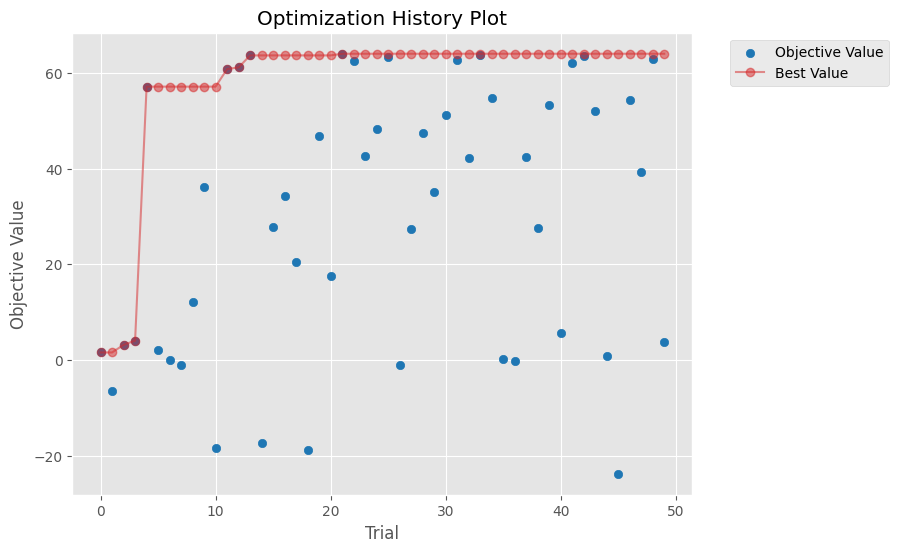 Optimization History Plot
Objective Value
Best Value
Objective Value
60
40
20
0
−20
0 10 20 30 40 50
Trial